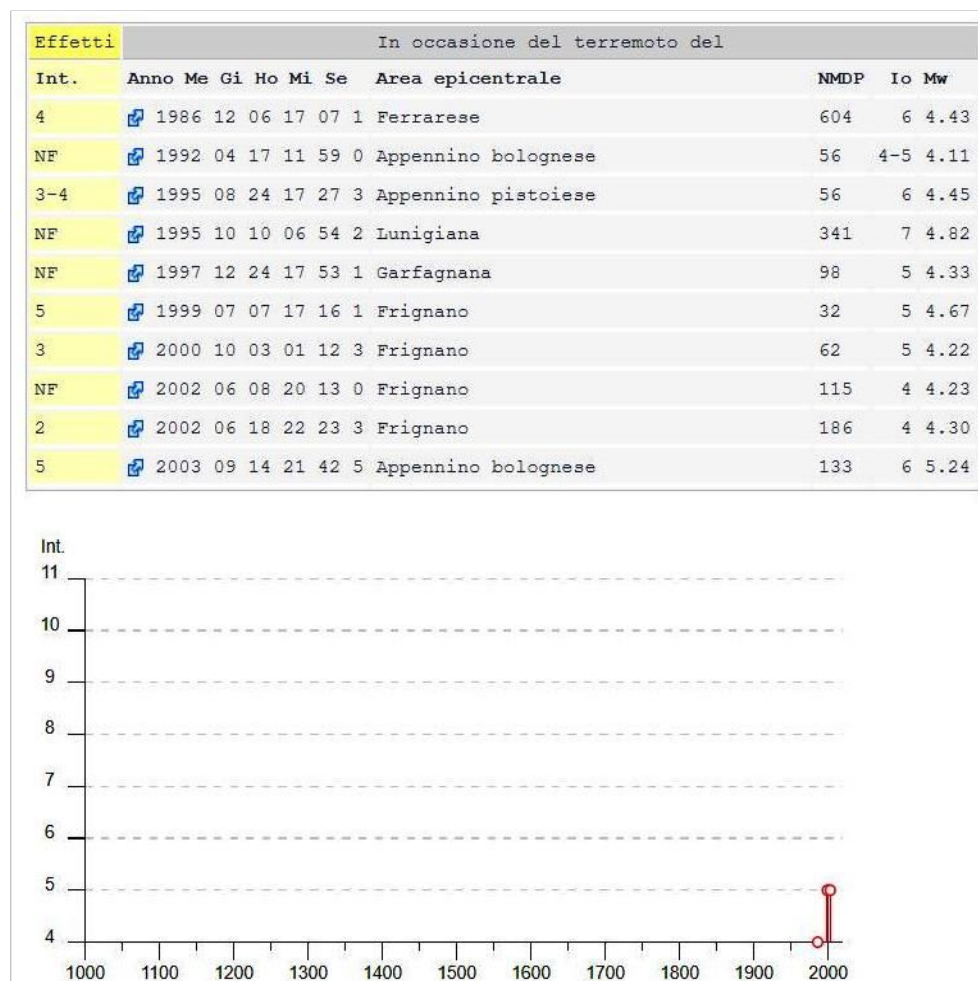 Effetti In occasione del terremoto del
Int. Anno Me Gi Ho Mi Se Area epicentrale NMDP Io Mw
4 1986 12 06 17 07 1 Ferrarese 604 6 4.43
NF 1992 04 17 11 59 0 Appennino bolognese 56 4-5 4.11
3-4 1995 08 24 17 27 3 Appennino pistoiese 56 6 4.45
NF 1995 10 10 06 54 2 Lunigiana 341 7 4.82
NF 1997 12 24 17 53 1 Garfagnana 98 5 4.33
5 1999 07 07 17 16 1 Frignano 32 5 4.67
3 2000 10 03 01 12 3 Frignano 62 5 4.22
NF 2002 06 08 20 13 0 Frignano 115 4 4.23
2 2002 06 18 22 23 3 Frignano 186 4 4.30
5 2003 09 14 21 42 5 Appennino bolognese 133 6 5.24
Int.
11
10
9
8
7
6
5
4
1000 1100 1200 1300 1400 1500 1600 1700 1800 1900 2000